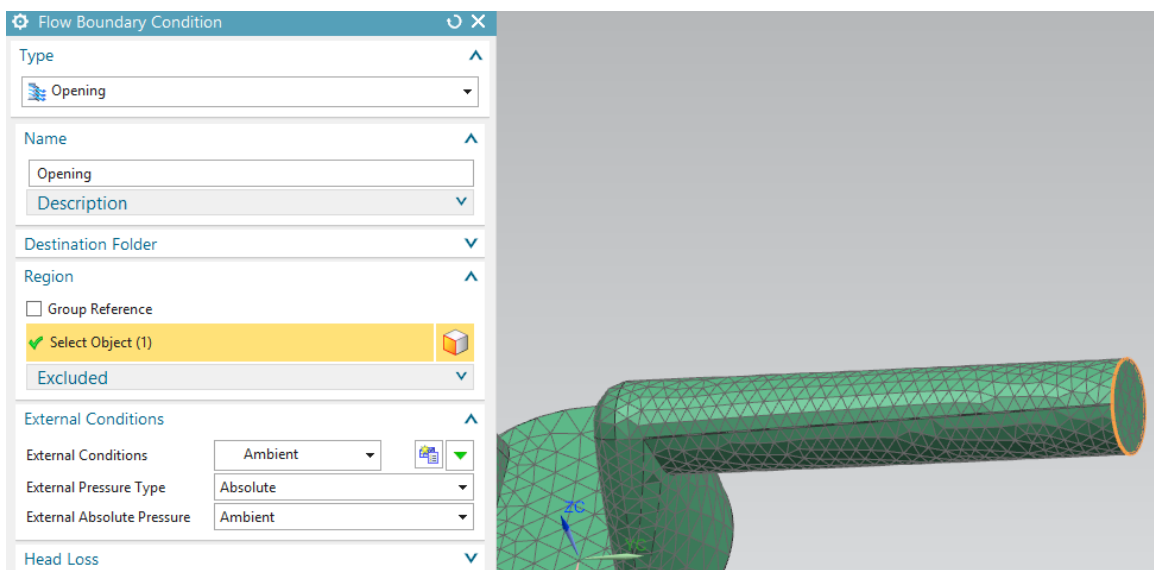 Flow Boundary Condition
Type
Opening
Name
Opening
Description
Destination Folder
Region
Group Reference
Select Object (1)
Excluded
External Conditions
External Conditions Ambient
External Pressure Type Absolute
External Absolute Pressure Ambient
Head Loss
ZC
YC